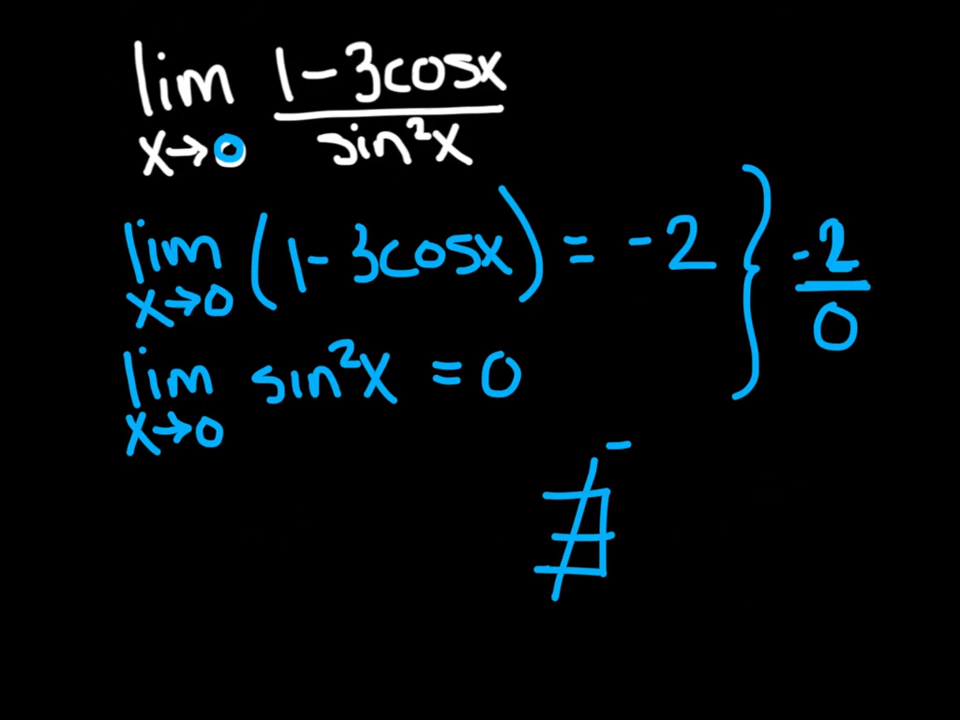 lim 1-3cosx / sin²x
x→0
lim (1-3cosx) = -2 } -2/0
x→0
lim sin²x = 0
x→0
∄ -